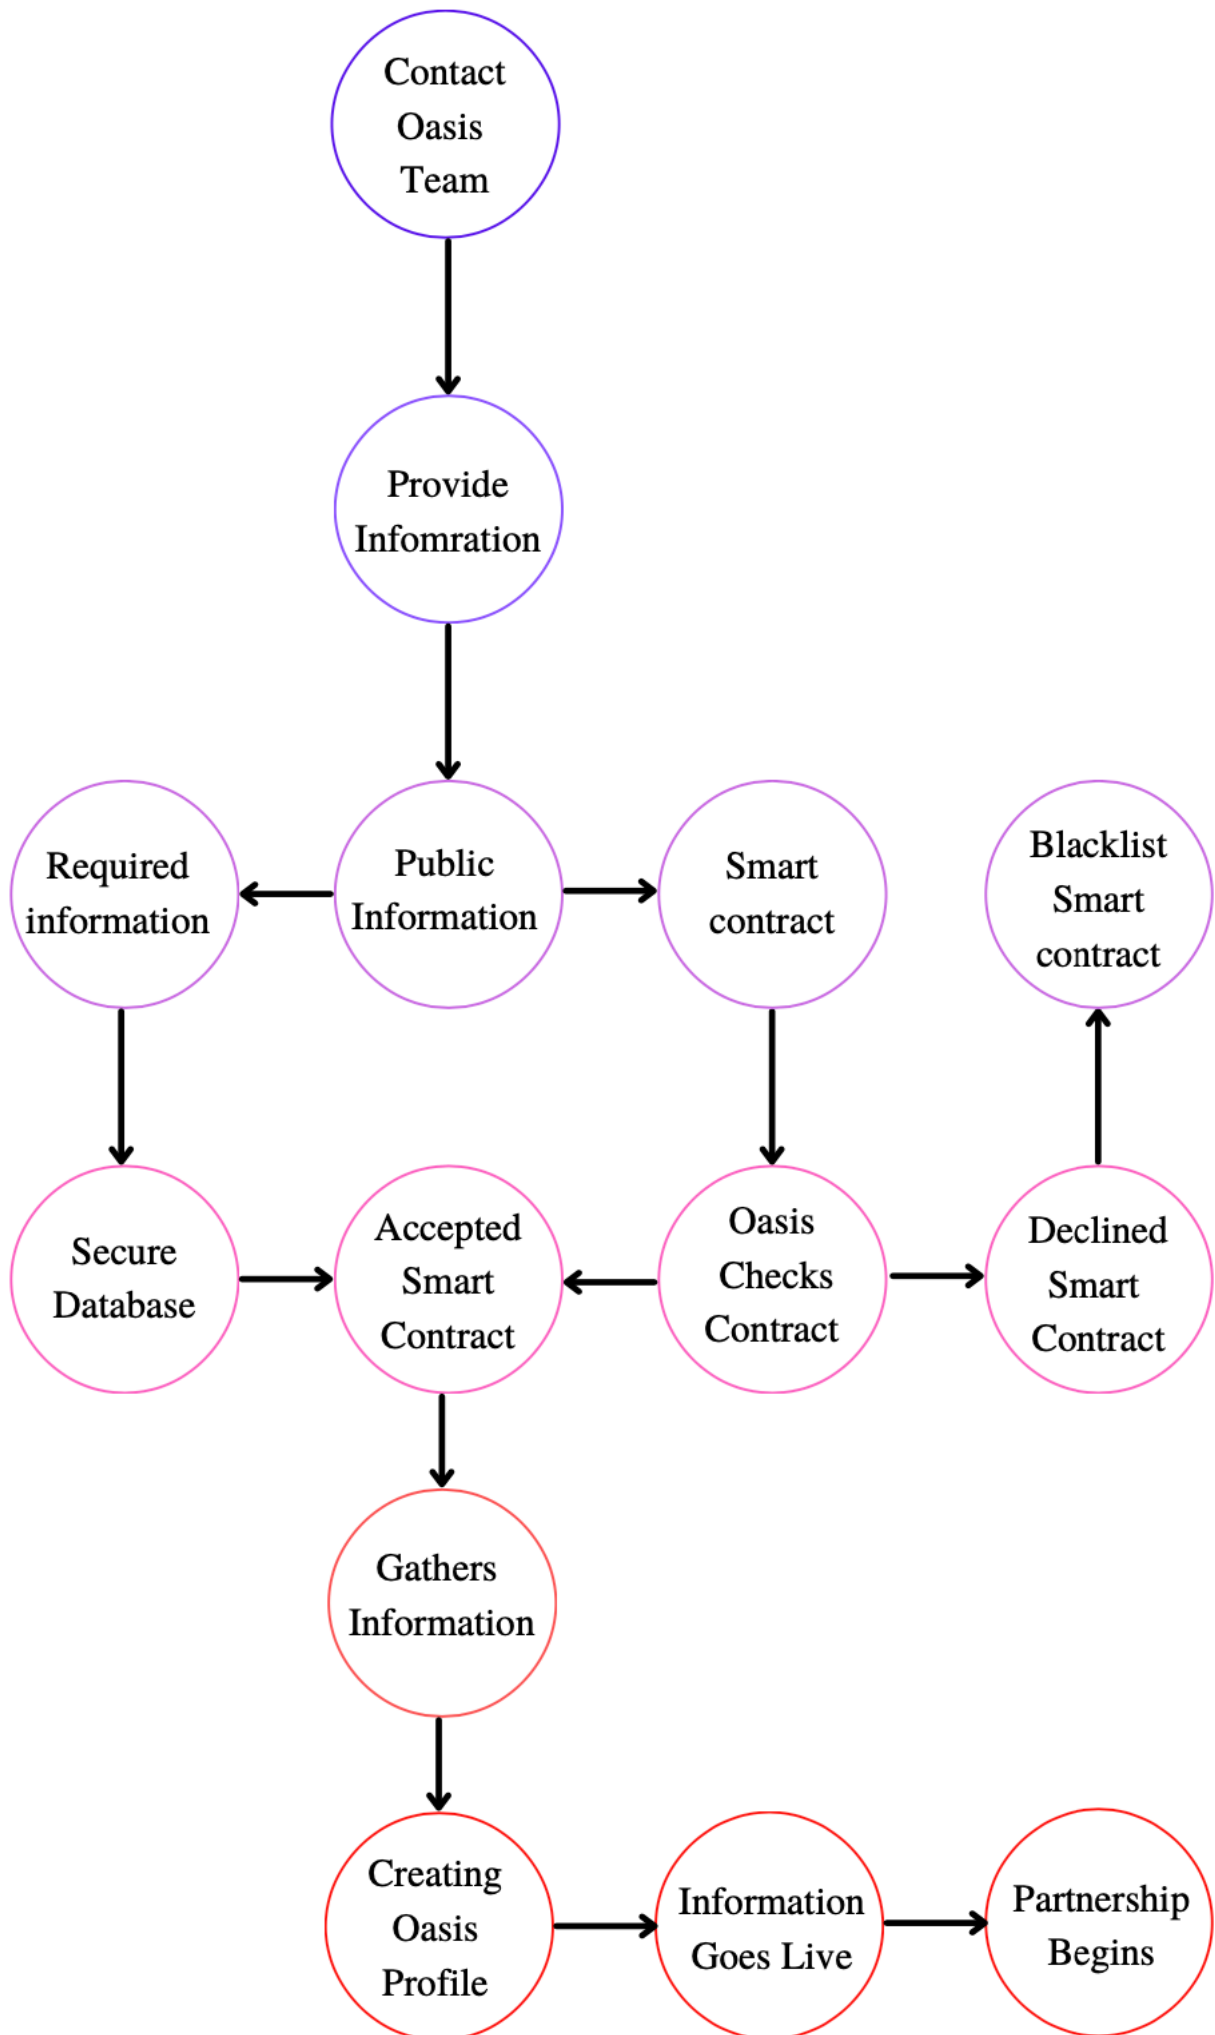 Contact
Oasis
Team
Provide
Infomration
Required
information
Public
Information
Smart
contract
Blacklist
Smart
contract
Secure
Database
Accepted
Smart
Contract
Oasis
Checks
Contract
Declined
Smart
Contract
Gathers
Information
Creating
Oasis
Profile
Information
Goes Live
Partnership
Begins